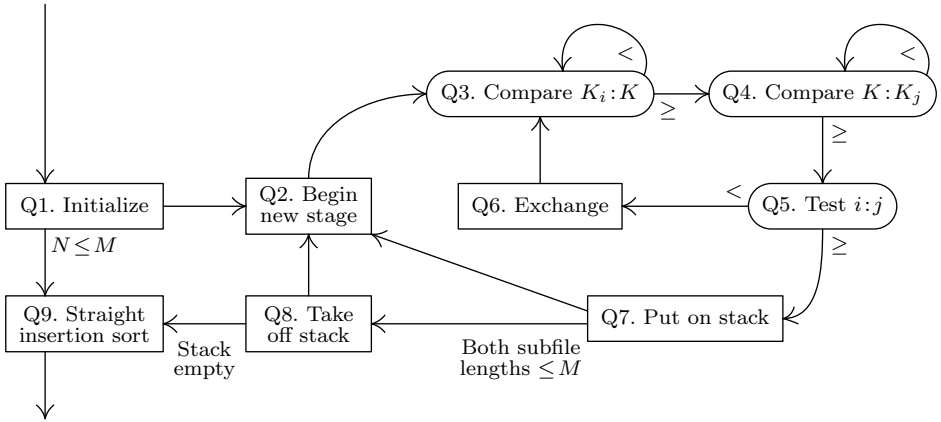 <
<
Q3. Compare K_i : K
≥
Q4. Compare K : K_j
≥
Q1. Initialize
Q2. Begin
new stage
Q6. Exchange
<
Q5. Test i : j
N ≤ M
≥
Q9. Straight
insertion sort
Stack
empty
Q8. Take
off stack
Both subfile
lengths ≤ M
Q7. Put on stack